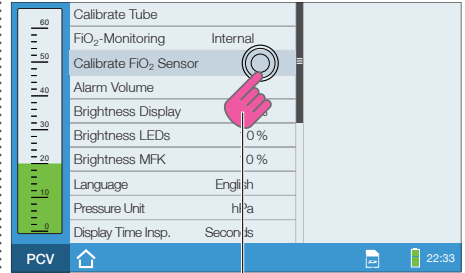 60
50
40
30
20
10
0
Calibrate Tube
FiO₂-Monitoring Internal
Calibrate FiO₂ Sensor
Alarm Volume
Brightness Display %
Brightness LEDs 0%
Brightness MFK 0%
Language English
Pressure Unit hPa
Display Time Insp. Seconds
PCV
22:33